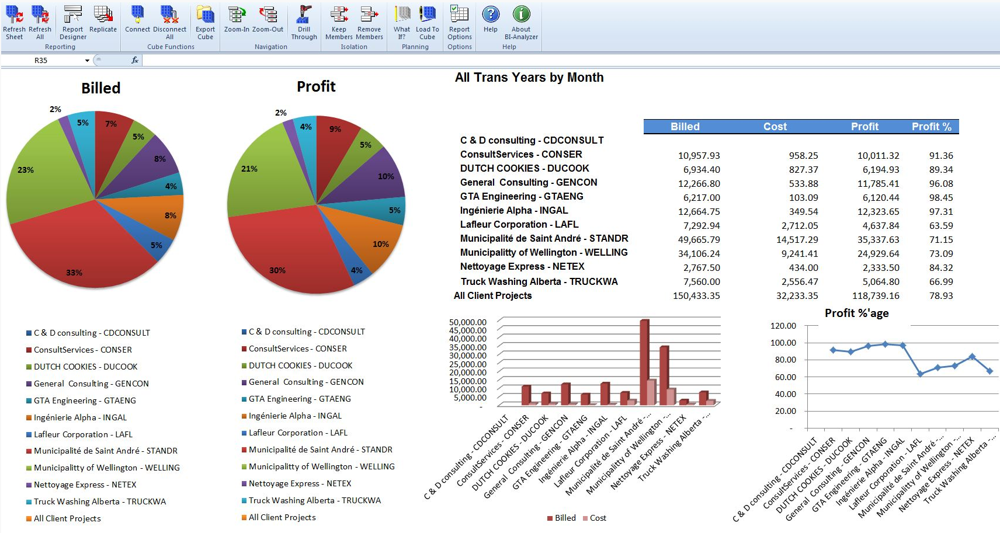 Refresh Sheet
Refresh All
Report Designer
Replicate
Connect
Disconnect All
Export Cube
Zoom-In
Zoom-Out
Drill Through
Keep Members
Remove Members
What If?
Load To Cube
Report Options
Help
About BI-Analyzer
Reporting
Cube Functions
Navigation
Isolation
Planning
Options
Help
R35
fx
Billed
2%
5%
7%
5%
8%
4%
8%
5%
33%
23%
C & D consulting - CDCONSULT
ConsultServices - CONSER
DUTCH COOKIES - DUCOOK
General  Consulting - GENCON
GTA Engineering - GTAENG
Ingénierie Alpha - INGAL
Lafleur Corporation - LAFL
Municipalité de Saint André - STANDR
Municipalitty of Wellington - WELLING
Nettoyage Express - NETEX
Truck Washing Alberta - TRUCKWA
All Client Projects
Profit
2%
4%
9%
5%
10%
5%
10%
4%
30%
21%
C & D consulting - CDCONSULT
ConsultServices - CONSER
DUTCH COOKIES - DUCOOK
General  Consulting - GENCON
GTA Engineering - GTAENG
Ingénierie Alpha - INGAL
Lafleur Corporation - LAFL
Municipalité de Saint André - STANDR
Municipalitty of Wellington - WELLING
Nettoyage Express - NETEX
Truck Washing Alberta - TRUCKWA
All Client Projects
All Trans Years by Month
Billed Cost Profit Profit %
C & D consulting - CDCONSULT
ConsultServices - CONSER 10,957.93 958.25 10,011.32 91.36
DUTCH COOKIES - DUCOOK 6,934.40 827.37 6,194.93 89.34
General  Consulting - GENCON 12,266.80 533.88 11,785.41 96.08
GTA Engineering - GTAENG 6,217.00 103.09 6,120.44 98.45
Ingénierie Alpha - INGAL 12,664.75 349.54 12,323.65 97.31
Lafleur Corporation - LAFL 7,292.94 2,712.05 4,637.84 63.59
Municipalité de Saint André - STANDR 49,665.79 14,517.29 35,337.63 71.15
Municipalitty of Wellington - WELLING 34,106.24 9,241.41 24,929.64 73.09
Nettoyage Express - NETEX 2,767.50 434.00 2,333.50 84.32
Truck Washing Alberta - TRUCKWA 7,560.00 2,556.47 5,064.80 66.99
All Client Projects 150,433.35 32,233.35 118,739.16 78.93
50,000.00
45,000.00
40,000.00
35,000.00
30,000.00
25,000.00
20,000.00
15,000.00
10,000.00
5,000.00
-
C & D consulting - CDCONSULT
ConsultServices - CONSER
DUTCH COOKIES - DUCOOK
General  Consulting - GENCON
GTA Engineering - GTAENG
Ingénierie Alpha - INGAL
Lafleur Corporation - LAFL
Municipalité de Saint André -...
Municipalitty of Wellington -...
Nettoyage Express - NETEX
Truck Washing Alberta -...
Billed
Cost
Profit %'age
120.00
100.00
80.00
60.00
40.00
20.00
-
C & D consulting - CDCONSULT
ConsultServices - CONSER
DUTCH COOKIES - DUCOOK
General  Consulting - GENCON
GTA Engineering - GTAENG
Ingénierie Alpha - INGAL
Lafleur Corporation - LAFL
Municipalité de Saint André -...
Municipalitty of Wellington -...
Nettoyage Express - NETEX
Truck Washing Alberta -...